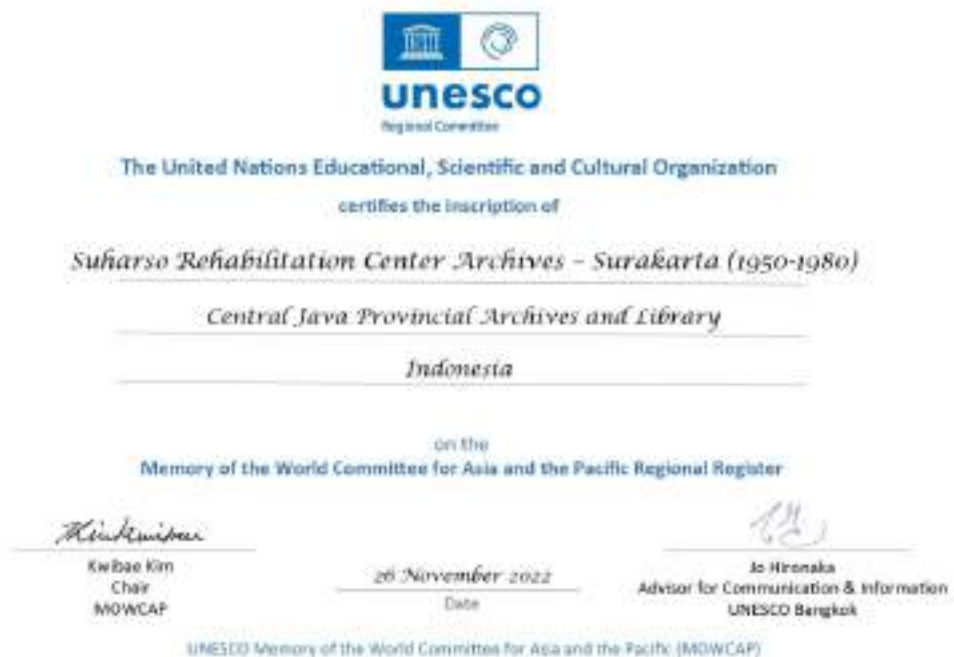 unesco
Regional Committee
The United Nations Educational, Scientific and Cultural Organization
certifies the inscription of
Suharso Rehabilitation Center Archives – Surakarta (1950-1980)
Central Java Provincial Archives and Library
Indonesia
on the
Memory of the World Committee for Asia and the Pacific Regional Register
Kwibae Kim
Chair
MOWCAP
26 November 2022
Date
Jo Hironaka
Advisor for Communication & Information
UNESCO Bangkok
UNESCO Memory of the World Committee for Asia and the Pacific (MOWCAP)